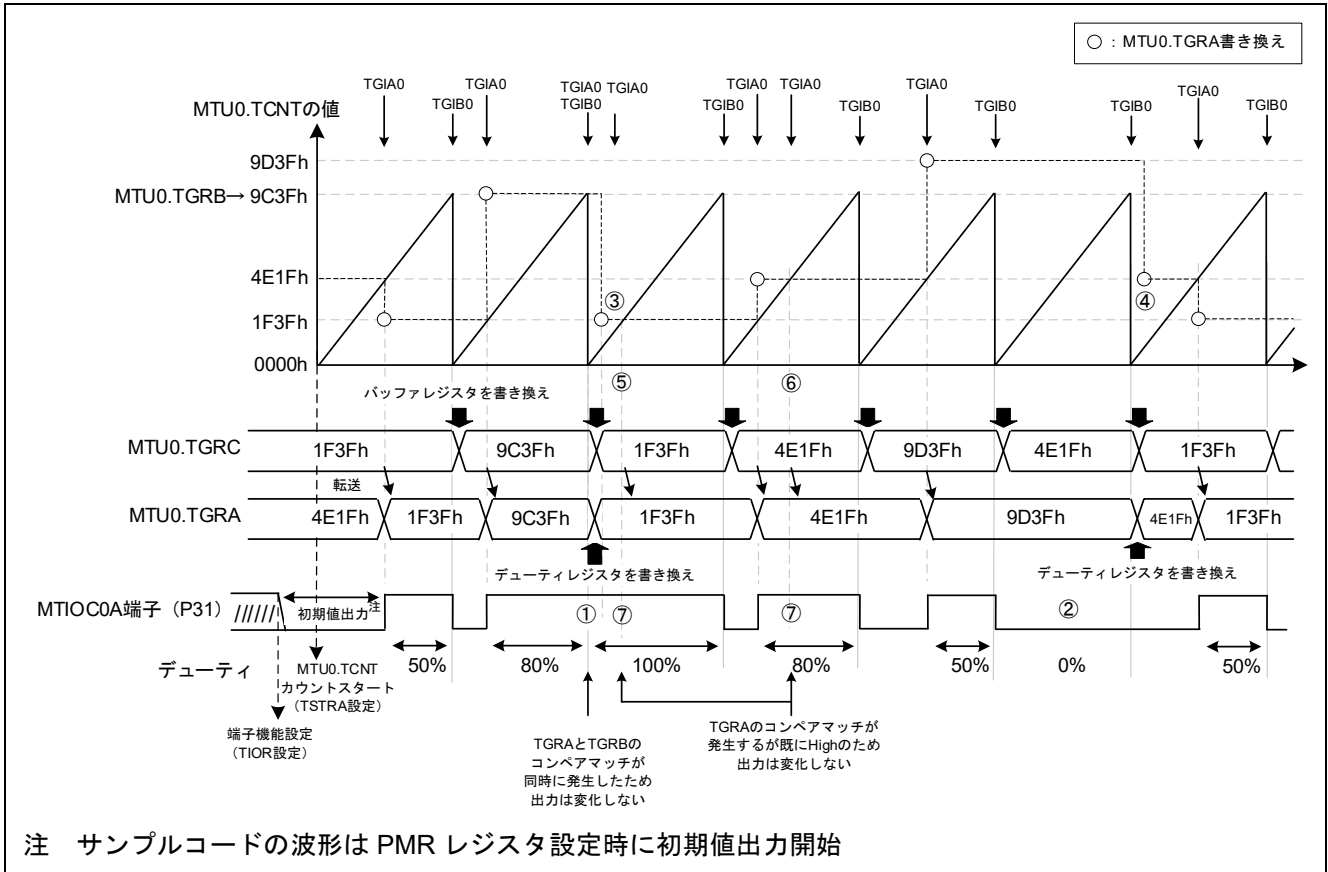 ○：MTU0.TGRA書き換え
TGIA0
TGIB0
TGIA0
TGIA0 TGIA0
TGIB0
TGIB0
TGIA0
TGIA0
TGIB0
TGIA0
TGIB0
TGIB0
TGIA0
TGIB0
MTU0.TCNTの値
9D3Fh
MTU0.TGRB→ 9C3Fh
4E1Fh
1F3Fh
0000h
③
④
⑤
⑥
バッファレジスタを書き換え
MTU0.TGRC
1F3Fh 9C3Fh 1F3Fh 4E1Fh 9D3Fh 4E1Fh 1F3Fh
転送
MTU0.TGRA
4E1Fh 1F3Fh 9C3Fh 1F3Fh 4E1Fh 9D3Fh 4E1Fh 1F3Fh
デューティレジスタを書き換え
デューティレジスタを書き換え
MTIOC0A端子（P31）
初期値出力注
① ⑦ ⑦ ②
デューティ
50% 80% 100% 80% 50% 0% 50%
MTU0.TCNT
カウントスタート
（TSTRA設定）
端子機能設定
（TIOR設定）
TGRAとTGRBの
コンペアマッチが
同時に発生したため
出力は変化しない
TGRAのコンペアマッチが
発生するが既にHighのため
出力は変化しない
注 サンプルコードの波形は PMR レジスタ設定時に初期値出力開始